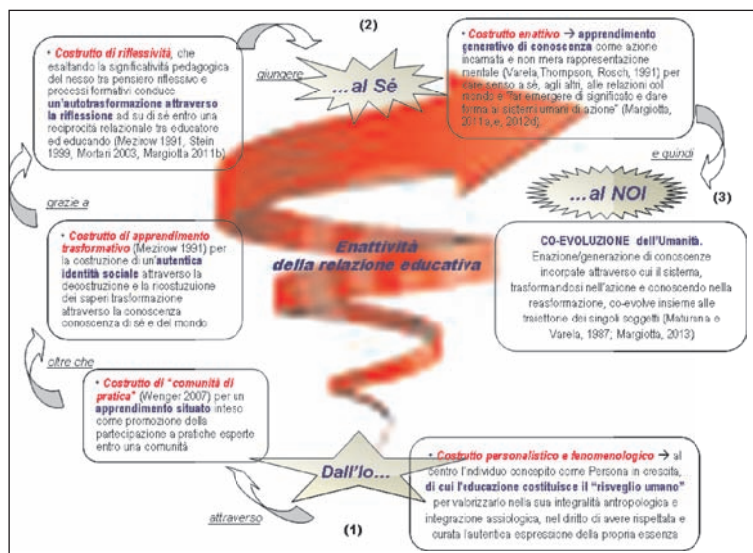 (2)
• Costrutto di riflessività, che
esaltando la significatività pedagogica
del nesso tra pensiero riflessivo e
processi formativi conduce
un'autotrasformazione attraverso
la riflessione ad su di sé entro una
reciprocità relazionale tra educatore
ed educando (Mezirow 1991, Stein
1999, Mortari 2003, Margiotta 2011b)
giungere
...al Sé
• Costrutto enattivo → apprendimento
generativo di conoscenza come azione
incarnata e non mera rappresentazione
mentale (Varela,Thompson, Rosch, 1991) per
dare senso a sé, agli altri, alle relazioni col
mondo e "far emergere di significato e dare
forma ai sistemi umani di azione" (Margiotta,
2011a,e, 2012d).
e quindi
(3)
...al NOI
grazie a
• Costrutto di apprendimento
trasformativo (Mezirow 1991) per
la costruzione di un'autentica
identità sociale attraverso la
decostruzione e la ricostuzuione
dei saperi trasformazione
attraverso la conoscenza
conoscenza di sé e del mondo
Enattività
della relazione educativa
CO-EVOLUZIONE dell'Umanità.
Enazione/generazione di conoscenze
incorpate attraverso cui il sistema,
trasformandosi nell'azione e conoscendo nella
reasformazione, co-evolve insieme alle
traiettorie dei singoli soggetti (Maturana e
Varela, 1987; Margiotta, 2013)
oltre che
• Costrutto di "comunità di
pratica" (Wenger 2007) per un
apprendimento situato inteso
come promozione della
partecipazione a pratiche esperte
entro una comunità
Dall'Io...
attraverso
(1)
• Costrutto personalistico e fenomenologico → al
centro l'individuo concepito come Persona in crescita,
di cui l'educazione costituisce il "risveglio umano"
per valorizzarlo nella sua integralità antropologica e
integrazione assiologica, nel diritto di avere rispettata e
curata l'autentica espressione della propria essenza